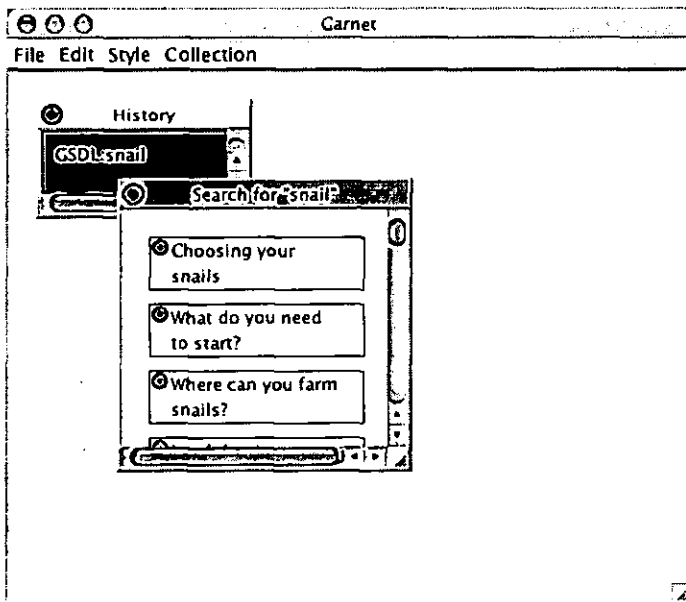 Garnet
File Edit Style Collection
History
GSDL:snail
Search for "snail"
Choosing your
snails
What do you need
to start?
Where can you farm
snails?